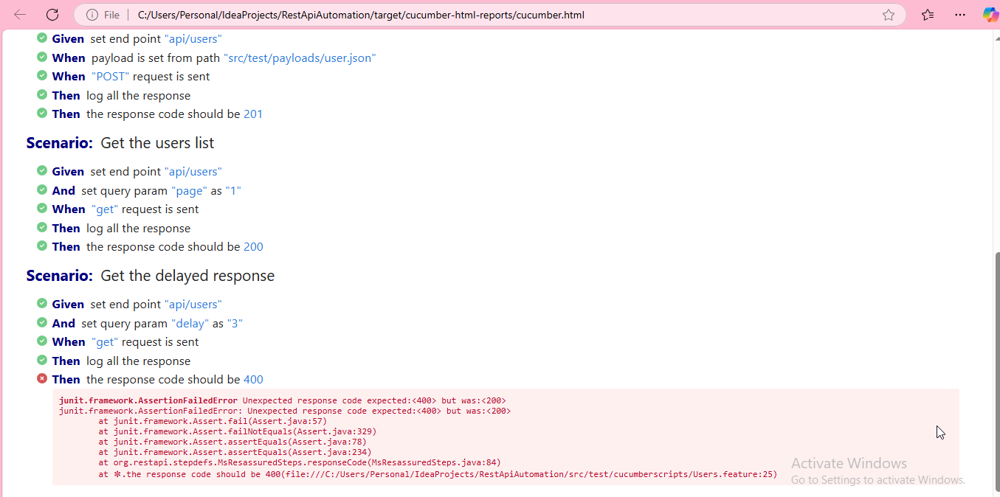 File
C:/Users/Personal/IdeaProjects/RestApiAutomation/target/cucumber-html-reports/cucumber.html
Given set end point "api/users"
When payload is set from path "src/test/payloads/user.json"
When "POST" request is sent
Then log all the response
Then the response code should be 201
Scenario: Get the users list
Given set end point "api/users"
And set query param "page" as "1"
When "get" request is sent
Then log all the response
Then the response code should be 200
Scenario: Get the delayed response
Given set end point "api/users"
And set query param "delay" as "3"
When "get" request is sent
Then log all the response
Then the response code should be 400
junit.framework.AssertionFailedError Unexpected response code expected:<400> but was:<200>
junit.framework.AssertionFailedError: Unexpected response code expected:<400> but was:<200>
at junit.framework.Assert.fail(Assert.java:57)
at junit.framework.Assert.failNotEquals(Assert.java:329)
at junit.framework.Assert.assertEquals(Assert.java:78)
at junit.framework.Assert.assertEquals(Assert.java:234)
at org.restapi.stepdefs.MsResassuredSteps.responseCode(MsResassuredSteps.java:84)
at ✽.the response code should be 400(file:///C:/Users/Personal/IdeaProjects/RestApiAutomation/src/test/cucumberscripts/Users.feature:25)
Activate Windows
Go to Settings to activate Windows.